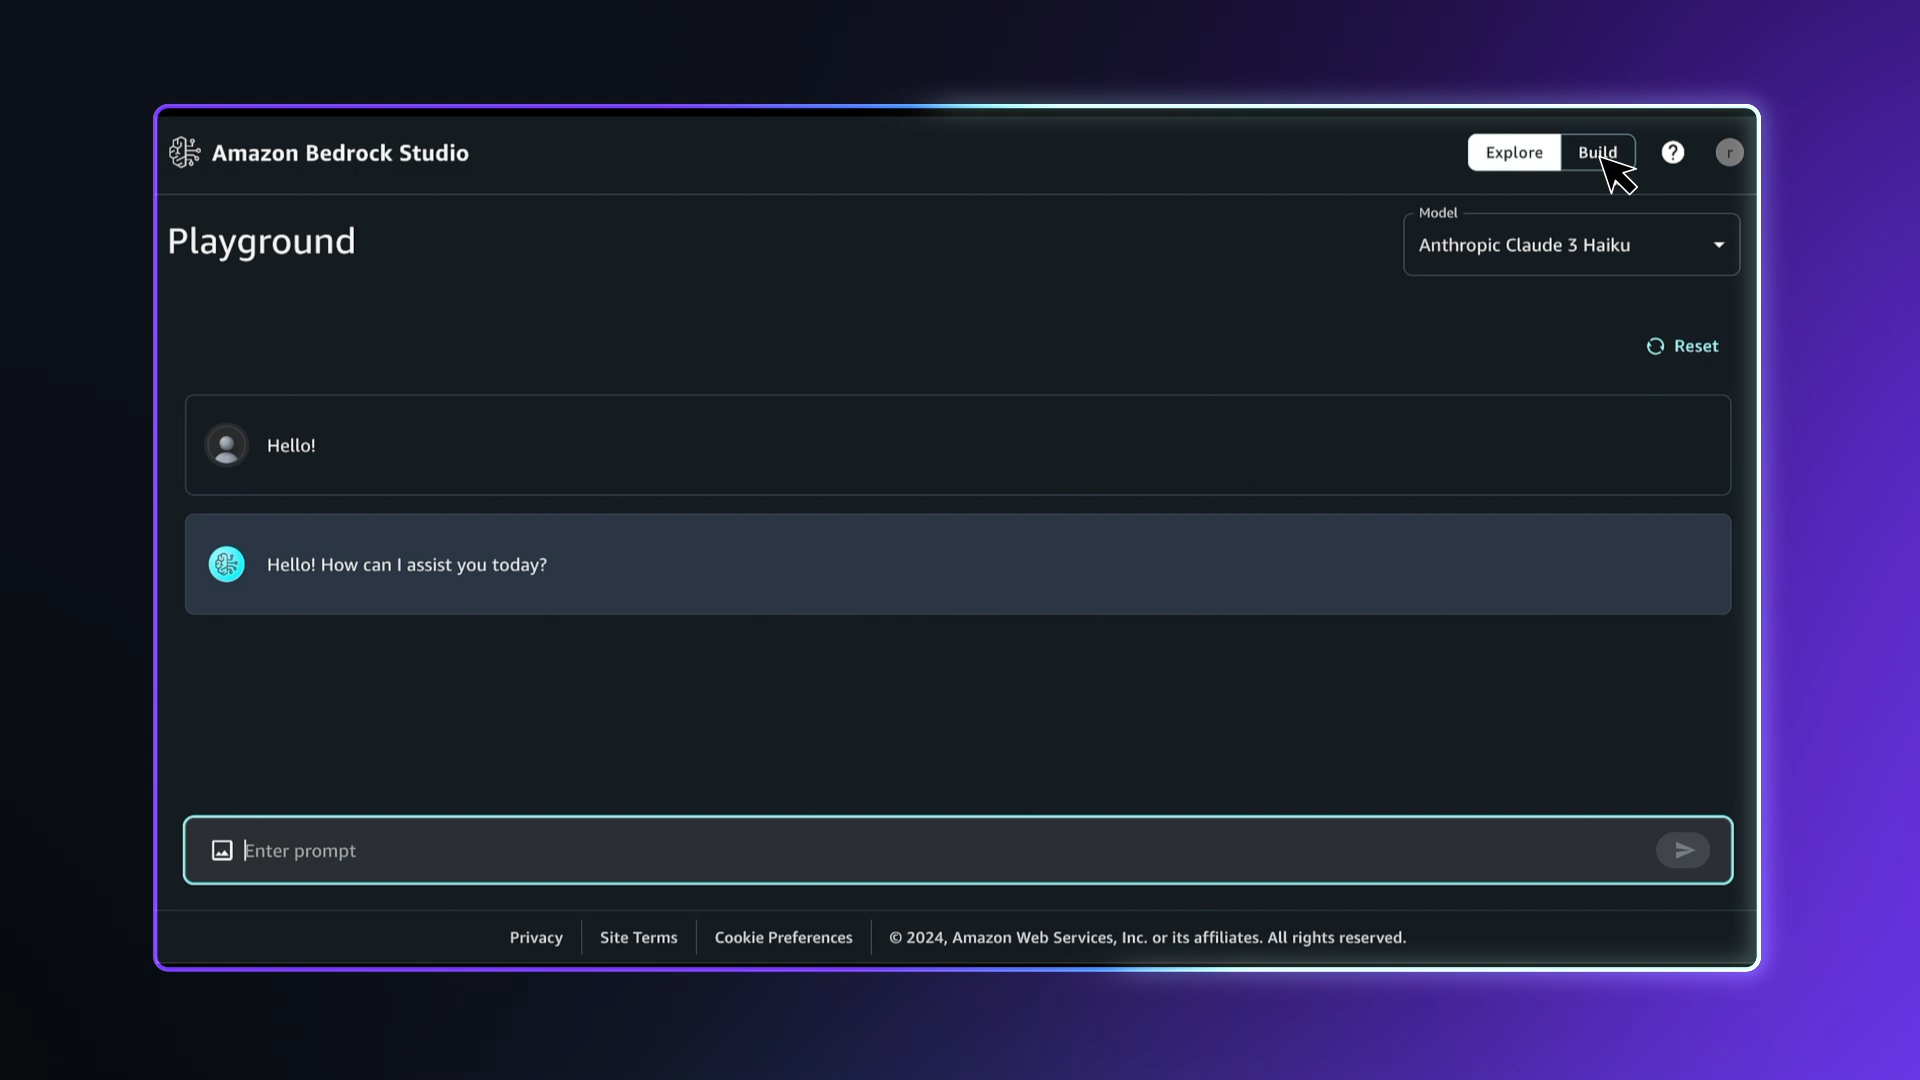 Amazon Bedrock Studio
Explore
Build
?
r
Playground
Model
Anthropic Claude 3 Haiku
Reset
Hello!
Hello! How can I assist you today?
Enter prompt
Privacy
Site Terms
Cookie Preferences
© 2024, Amazon Web Services, Inc. or its affiliates. All rights reserved.